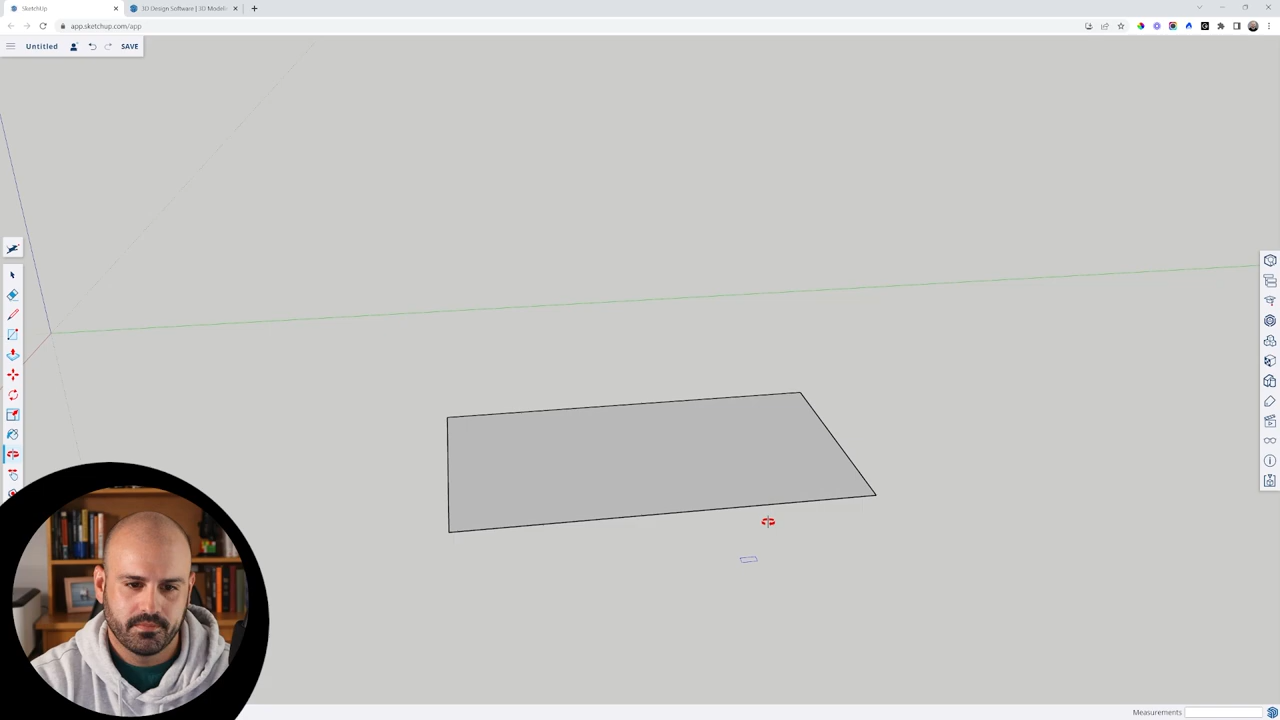 SketchUp
3D Design Software | 3D Modeli
app.sketchup.com/app
Untitled
SAVE
Measurements